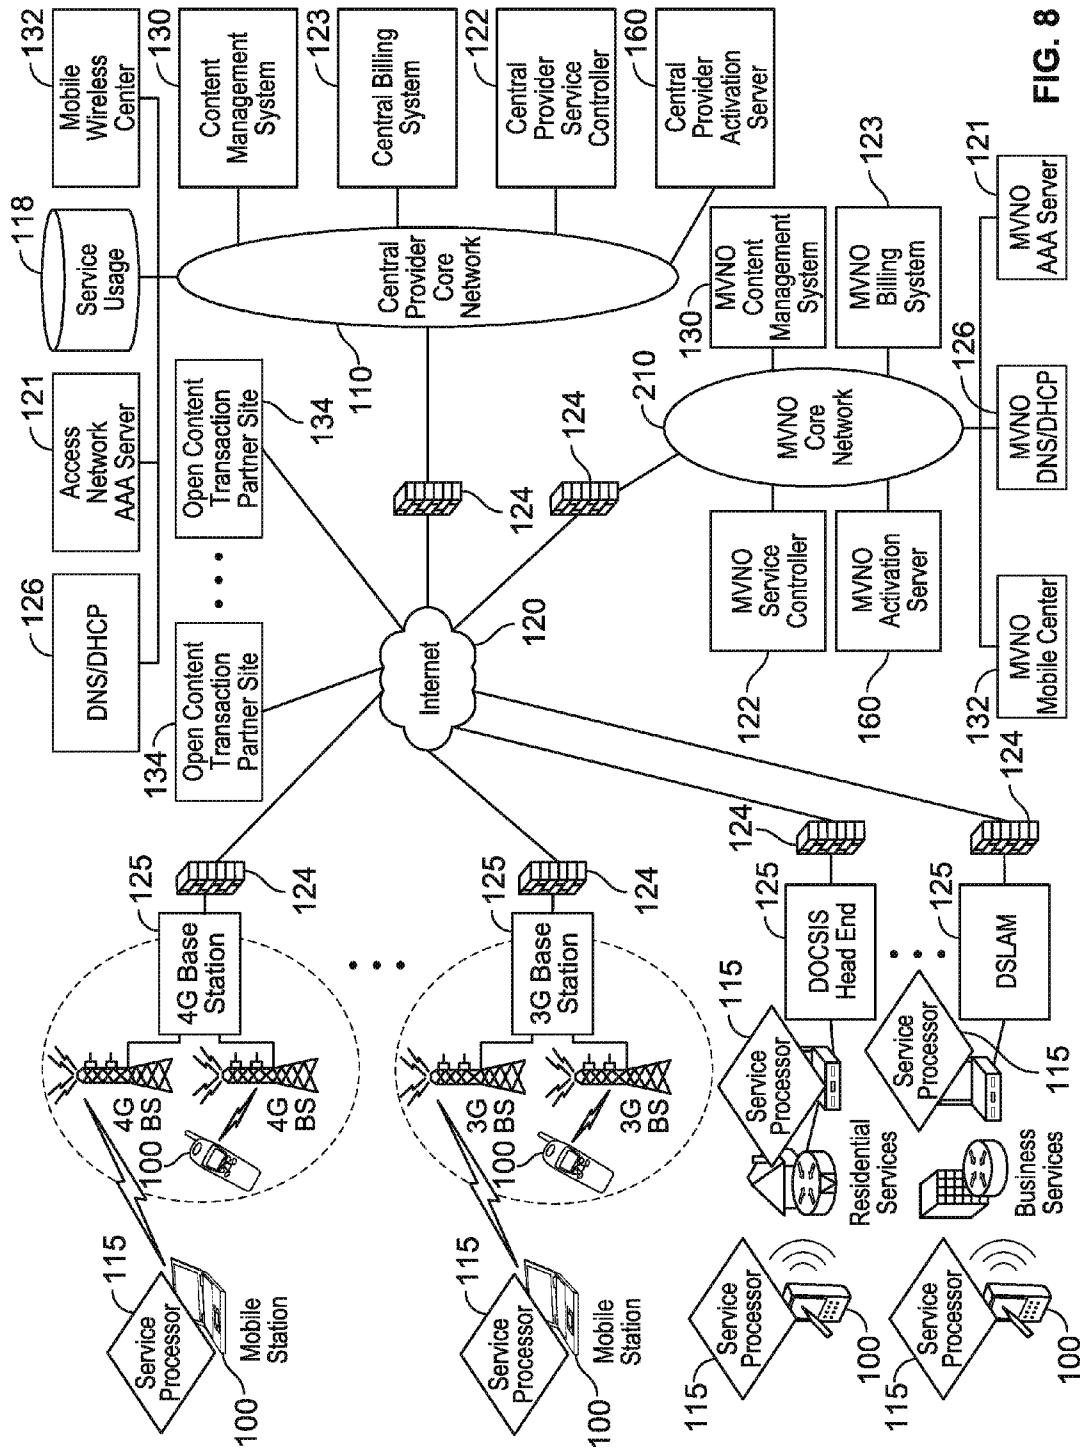 DNS/DHCP
126
Access
Network
AAA Server
121
Service
Usage
118
Mobile
Wireless
Center
132
Open Content
Transaction
Partner Site
134
Open Content
Transaction
Partner Site
134
Content
Management
System
130
Central Billing
System
123
Central
Provider
Service
Controller
122
Central
Provider
Activation
Server
160
Central
Provider
Core
Network
110
124
Internet
120
124
MVNO
Core
Network
210
MVNO
Content
Management
System
130
MVNO
Billing
System
123
MVNO
Service
Controller
122
MVNO
Activation
Server
160
MVNO
Mobile Center
132
MVNO
DNS/DHCP
126
MVNO
AAA Server
121
Service
Processor
115
Mobile
Station
100
4G
BS
4G
BS
100
4G Base
Station
125
124
Service
Processor
115
Mobile
Station
100
3G
BS
3G
BS
100
3G Base
Station
125
124
Service
Processor
115
100
Residential
Services
Service
Processor
115
DOCSIS
Head End
125
124
Service
Processor
115
100
Business
Services
Service
Processor
115
DSLAM
125
124
FIG. 8